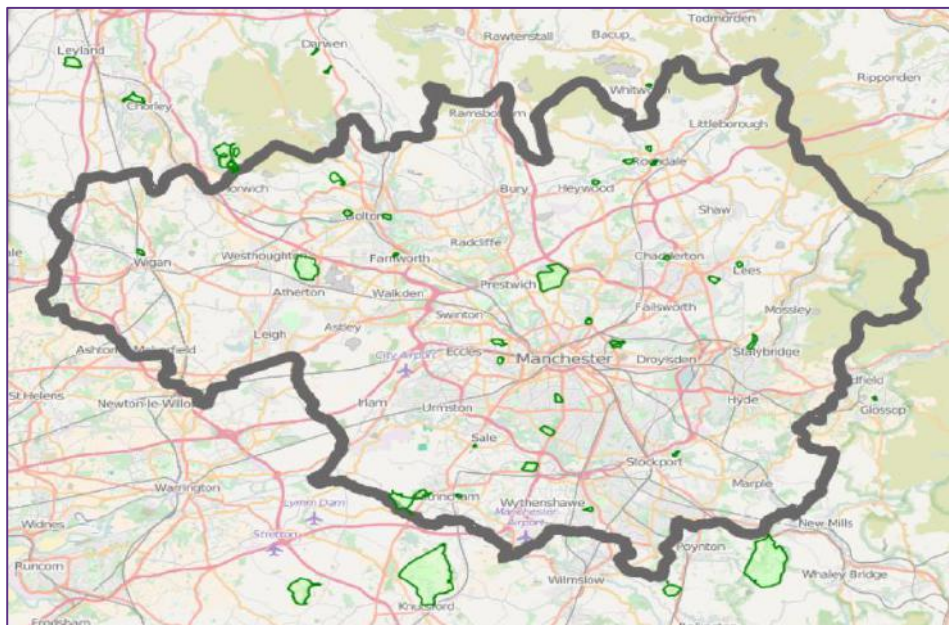 Todmorden
Bacup
Rawtenstall
Darwen
Leyland
Ripponden
Whitworth
Chorley
Ramsbottom
Littleborough
Rochdale
Horwich
Bury
Heywood
Shaw
Bolton
Radcliffe
Wigan
Westhoughton
Farnworth
Chadderton
Lees
Prestwich
Atherton
Walkden
Failsworth
Mossley
Swinton
Leigh
Astley
Ashton
Makerfield
City Airport
Eccles
Manchester
Droylsden
Stalybridge
St Helens
Newton-le-Willows
Irlam
Urmston
Hyde
Glossop
Sale
Stockport
Warrington
Marple
Lymm Dam
Wythenshawe
Widnes
Manchester
Airport
New Mills
Stretton
Poynton
Runcorn
Wilmslow
Whaley Bridge
Knutsford
Frodsham